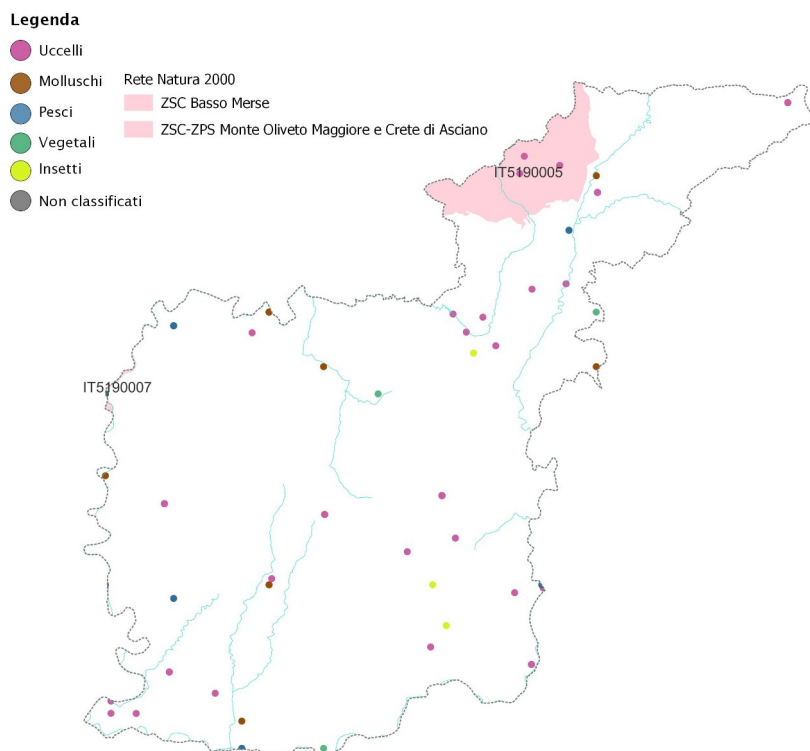 Legenda
Uccelli
Molluschi
Pesci
Vegetali
Insetti
Non classificati
Rete Natura 2000
ZSC Basso Merse
ZSC-ZPS Monte Oliveto Maggiore e Crete di Asciano
IT5190005
IT5190007